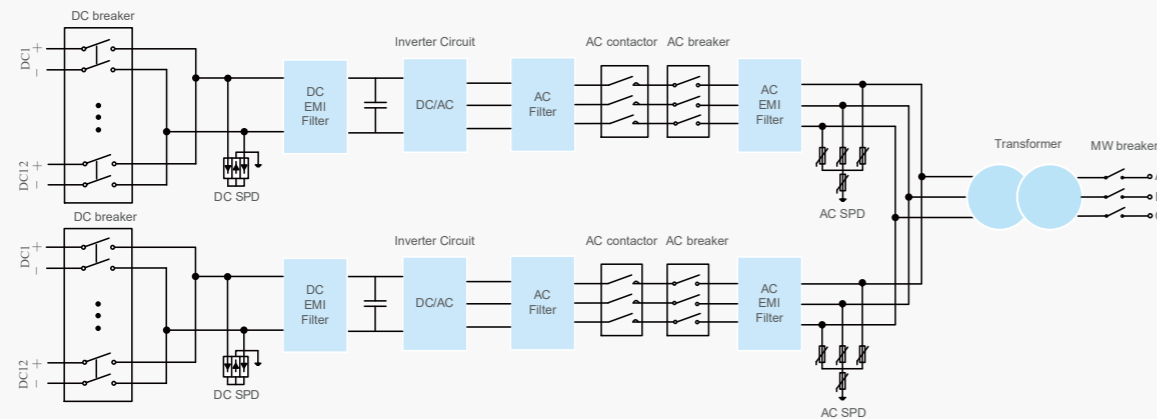 DC breaker
DC1
+
−
DC12
+
−
DC EMI Filter
DC SPD
Inverter Circuit
DC/AC
AC Filter
AC contactor
AC breaker
AC EMI Filter
AC SPD
DC breaker
DC1
+
−
DC12
+
−
DC EMI Filter
DC SPD
Inverter Circuit
DC/AC
AC Filter
AC contactor
AC breaker
AC EMI Filter
AC SPD
Transformer
MW breaker